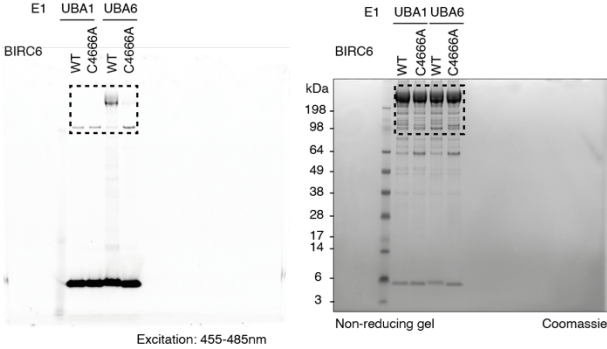 E1 UBA1 UBA6
BIRC6 WT C4666A WT C4666A
Excitation: 455-485nm
E1 UBA1 UBA6
BIRC6 WT C4666A WT C4666A
kDa
198
98
64
49
38
28
17
14
6
3
Non-reducing gel Coomassie